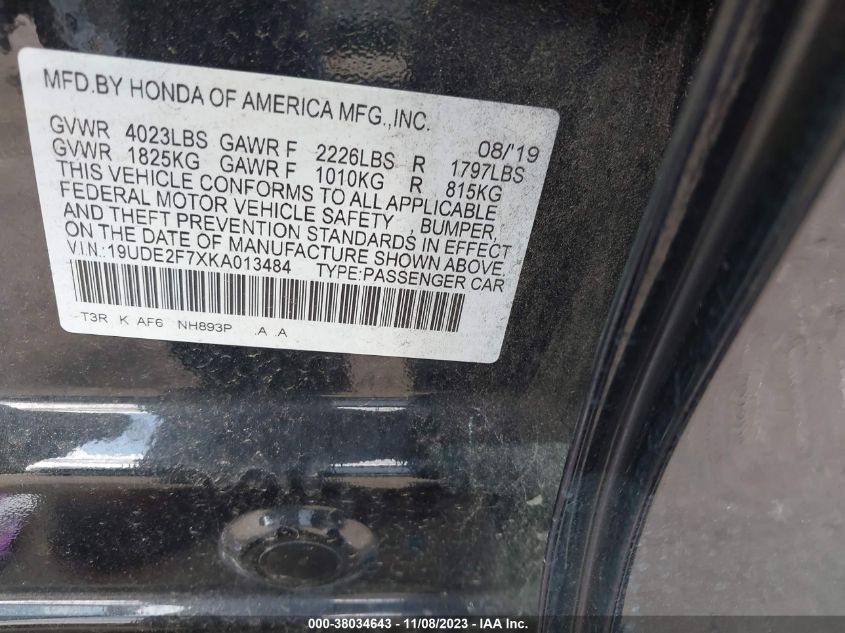 MFD.BY HONDA OF AMERICA MFG.,INC.
08/'19
GVWR 4023LBS GAWR F 2226LBS R 1797LBS
GVWR 1825KG GAWR F 1010KG R 815KG
THIS VEHICLE CONFORMS TO ALL APPLICABLE
FEDERAL MOTOR VEHICLE SAFETY , BUMPER,
AND THEFT PREVENTION STANDARDS IN EFFECT
ON THE DATE OF MANUFACTURE SHOWN ABOVE.
V.I.N.:19UDE2F7XKA013484 TYPE:PASSENGER CAR
-T3R K AF6 NH893P .A .A
000-38034643 - 11/08/2023 - IAA Inc.